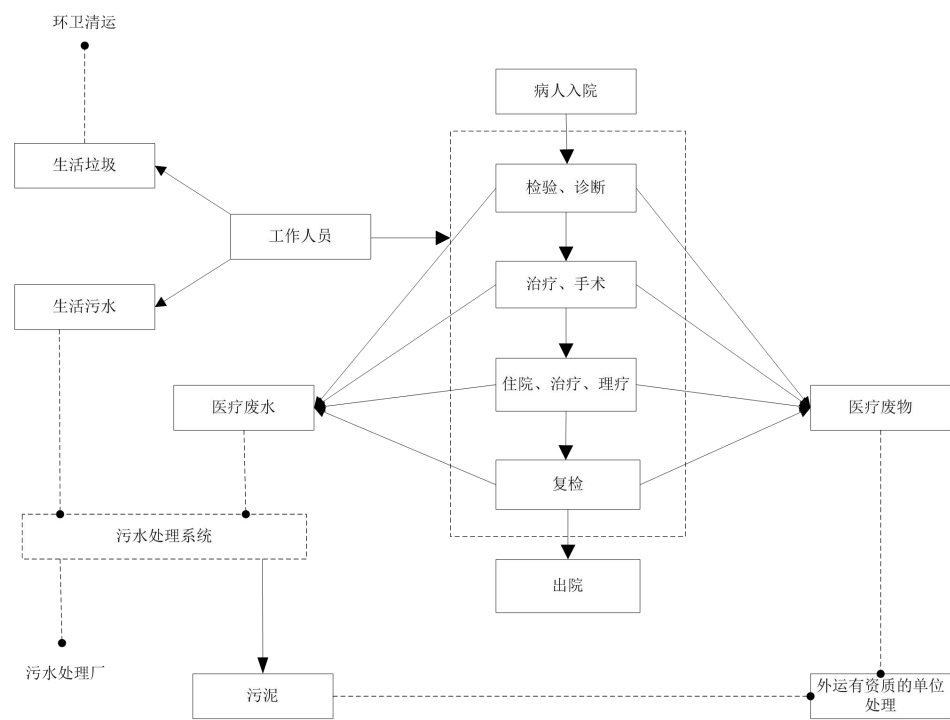 环卫清运
病人入院
生活垃圾
检验、诊断
工作人员
治疗、手术
生活污水
住院、治疗、理疗
医疗废水
医疗废物
复检
污水处理系统
出院
污水处理厂
污泥
外运有资质的单位
处理